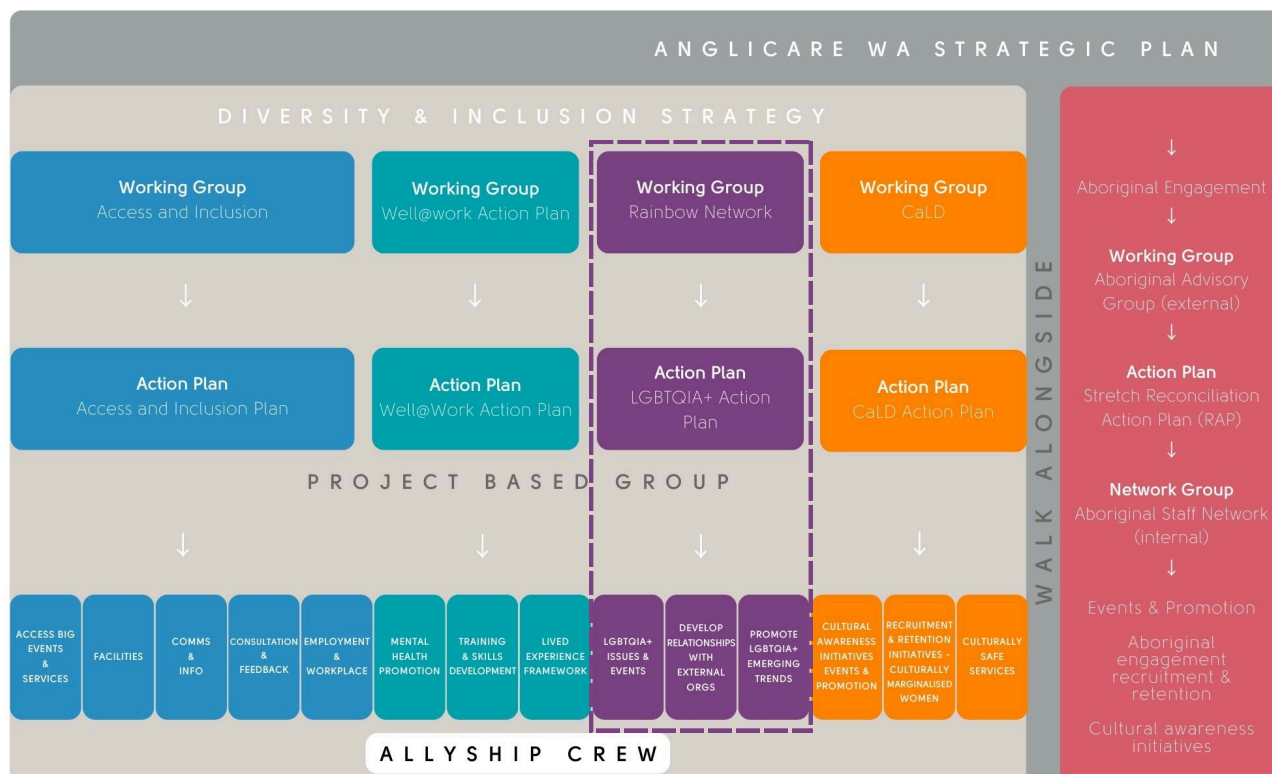 ANGLICARE WA STRATEGIC PLAN
DIVERSITY & INCLUSION STRATEGY
Working Group
Access and Inclusion
Working Group
Well@work Action Plan
Working Group
Rainbow Network
Working Group
CaLD
Action Plan
Access and Inclusion Plan
Action Plan
Well@Work Action Plan
Action Plan
LGBTQIA+ Action
Plan
Action Plan
CaLD Action Plan
PROJECT BASED GROUP
ACCESS BIG
EVENTS
&
SERVICES
FACILITIES
COMMS
&
INFO
CONSULTATION
&
FEEDBACK
EMPLOYMENT
&
WORKPLACE
MENTAL
HEALTH
PROMOTION
TRAINING
& SKILLS
DEVELOPMENT
LIVED
EXPERIENCE
FRAMEWORK
LGBTQIA+
ISSUES &
EVENTS
DEVELOP
RELATIONSHIPS
WITH
EXTERNAL
ORGS
PROMOTE
LGBTQIA+
EMERGING
TRENDS
CULTURAL
AWARENESS
INITIATIVES
EVENTS &
PROMOTION
RECRUITMENT
& RETENTION
INITIATIVES -
CULTURALLY
MARGINALISED
WOMEN
CULTURALLY
SAFE
SERVICES
ALLYSHIP CREW
WALK ALONGSIDE
Aboriginal Engagement
Working Group
Aboriginal Advisory
Group (external)
Action Plan
Stretch Reconciliation
Action Plan (RAP)
Network Group
Aboriginal Staff Network
(internal)
Events & Promotion
Aboriginal
engagement
recruitment &
retention
Cultural awareness
initiatives